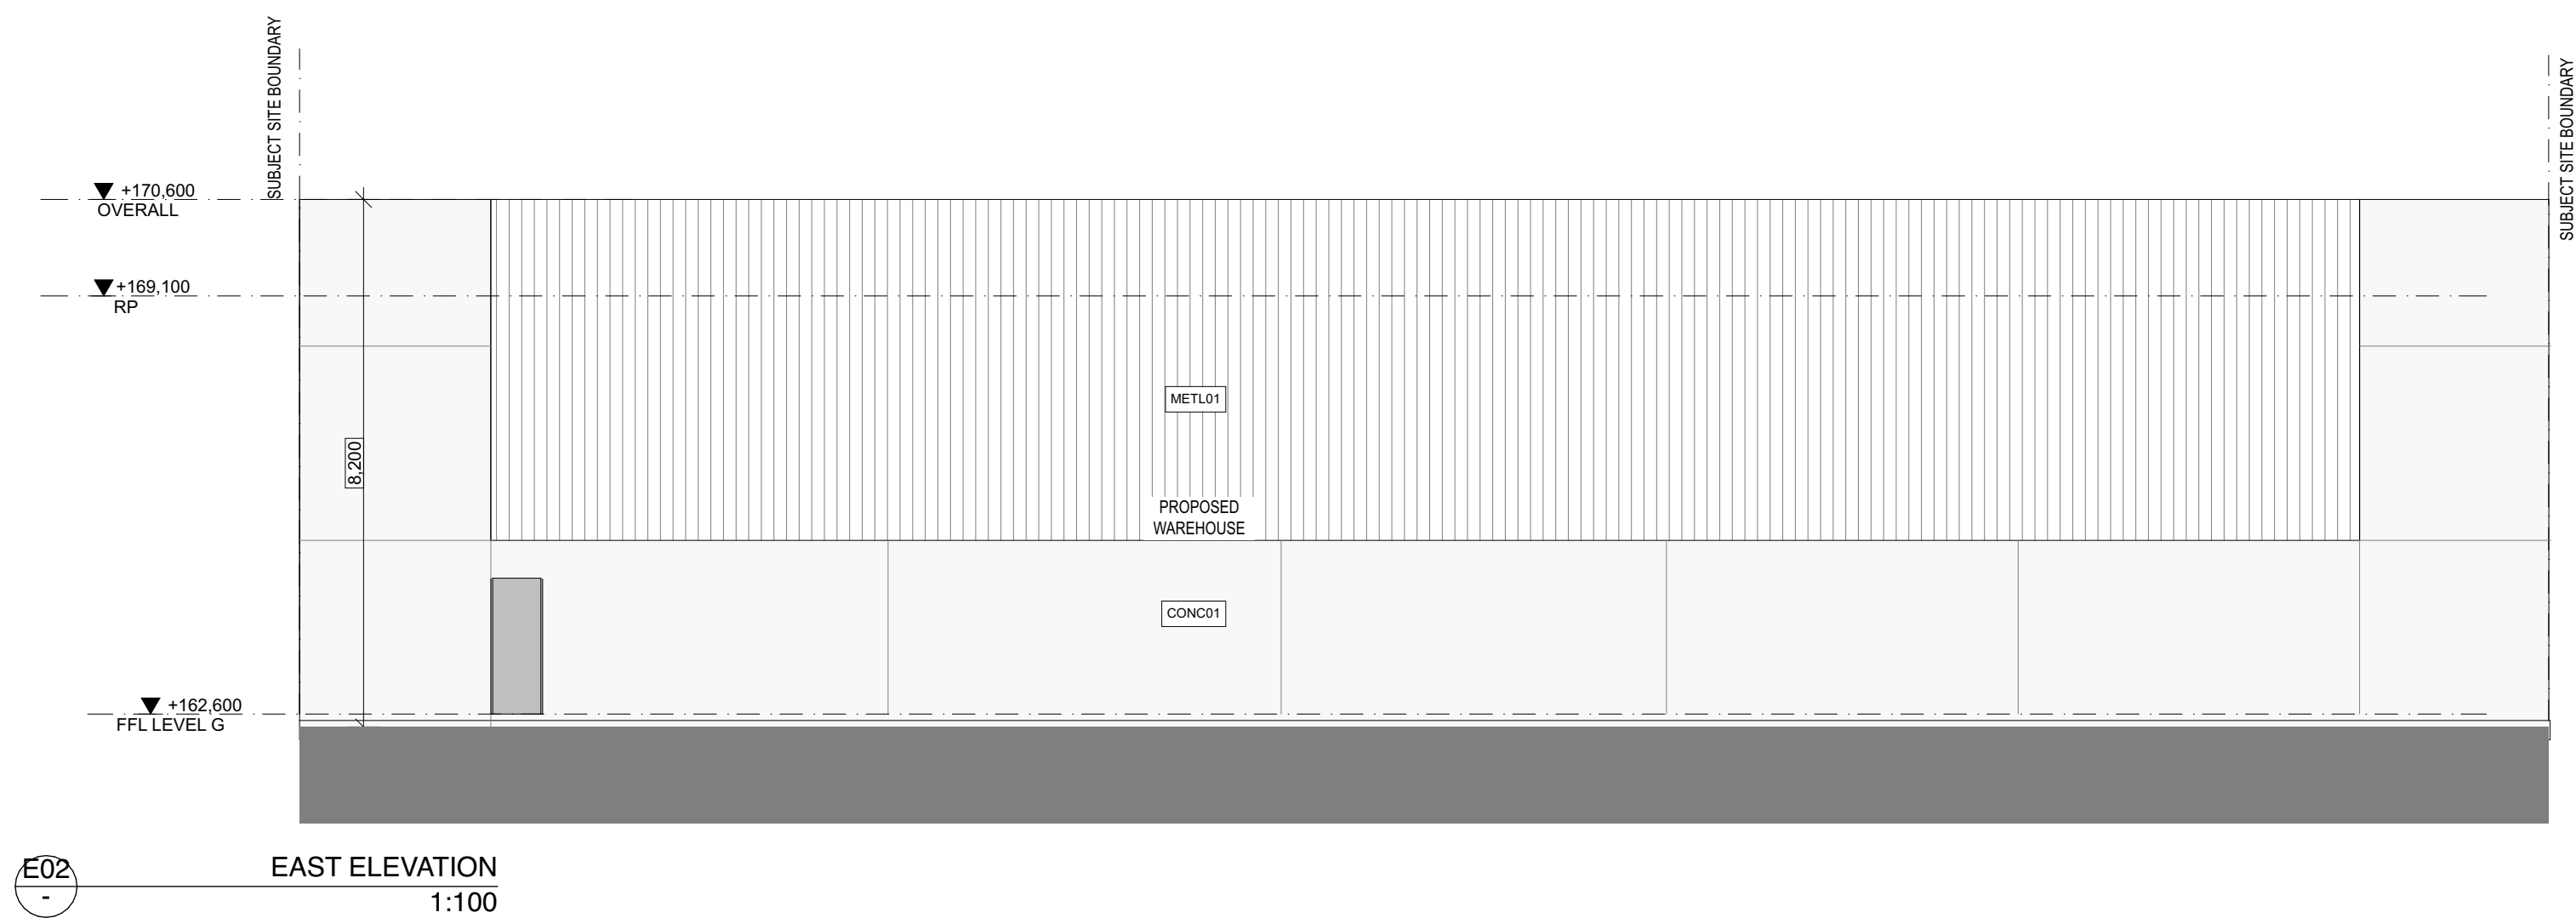 SUBJECT SITE BOUNDARY
SUBJECT SITE BOUNDARY
+170,600
OVERALL
+169,100
RP
METL01
8,200
PROPOSED
WAREHOUSE
CONC01
+162,600
FFL LEVEL G
E02
-
EAST ELEVATION
1:100